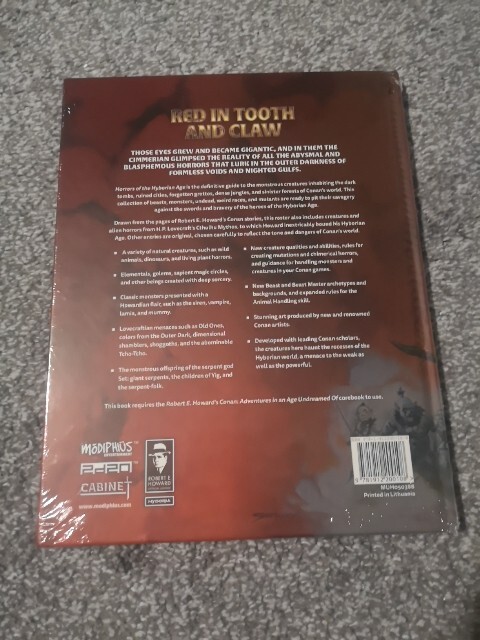 RED IN TOOTH
AND CLAW
THOSE EYES GREW AND BECAME GIGANTIC, AND IN THEM THE
CIMMERIAN GLIMPSED THE REALITY OF ALL THE ABYSMAL AND
BLASPHEMOUS HORRORS THAT LURK IN THE OUTER DARKNESS OF
FORMLESS VOIDS AND NIGHTED GULFS.
Horrors of the Hyborian Age is the definitive guide to the monstrous creatures inhabiting the dark
tombs, ruined cities, forgotten grottos, dense jungles, and sinister forests of Conan's world. This
collection of beasts, monsters, undead, weird races, and mutants are ready to pit their savagery
against the swords and bravery of the heroes of the Hyborian Age.
Drawn from the pages of Robert E. Howard's Conan stories, this roster also includes creatures and
alien horrors from H.P. Lovecraft's Cthulhu Mythos, to which Howard inextricably bound his Hyborian
Age. Other entries are original, chosen carefully to reflect the tone and dangers of Conan's world.
• A variety of natural creatures, such as wild
animals, dinosaurs, and living plant horrors.
• Elementals, golems, sapient magic circles,
and other beings created with deep sorcery.
• Classic monsters presented with a
Howardian flair, such as the siren, vampire,
lamia, and mummy.
• Lovecraftian menaces such as Old Ones,
colors from the Outer Dark, dimensional
shamblers, shoggoths, and the abominable
Tcho-Tcho.
• The monstrous offspring of the serpent god
Set: giant serpents, the children of Yig, and
the serpent-folk.
• New creature qualities and abilities, rules for
creating mutations and chimerical horrors,
and guidance for handling monsters and
creatures in your Conan games.
• New Beast and Beast Master archetypes and
backgrounds, and expanded rules for the
Animal Handling skill.
• Stunning art produced by new and renowned
Conan artists.
• Developed with leading Conan scholars,
the creatures here haunt the recesses of the
Hyborian world, a menace to the weak as
well as the powerful.
This book requires the Robert E. Howard's Conan: Adventures in an Age Undreamed Of corebook to use.
MODIPHIUS
ENTERTAINMENT
2d20
CABINET
www.modiphius.com
ROBERT E.
HOWARD
9 781912 200108
MUH050388
Printed in Lithuania